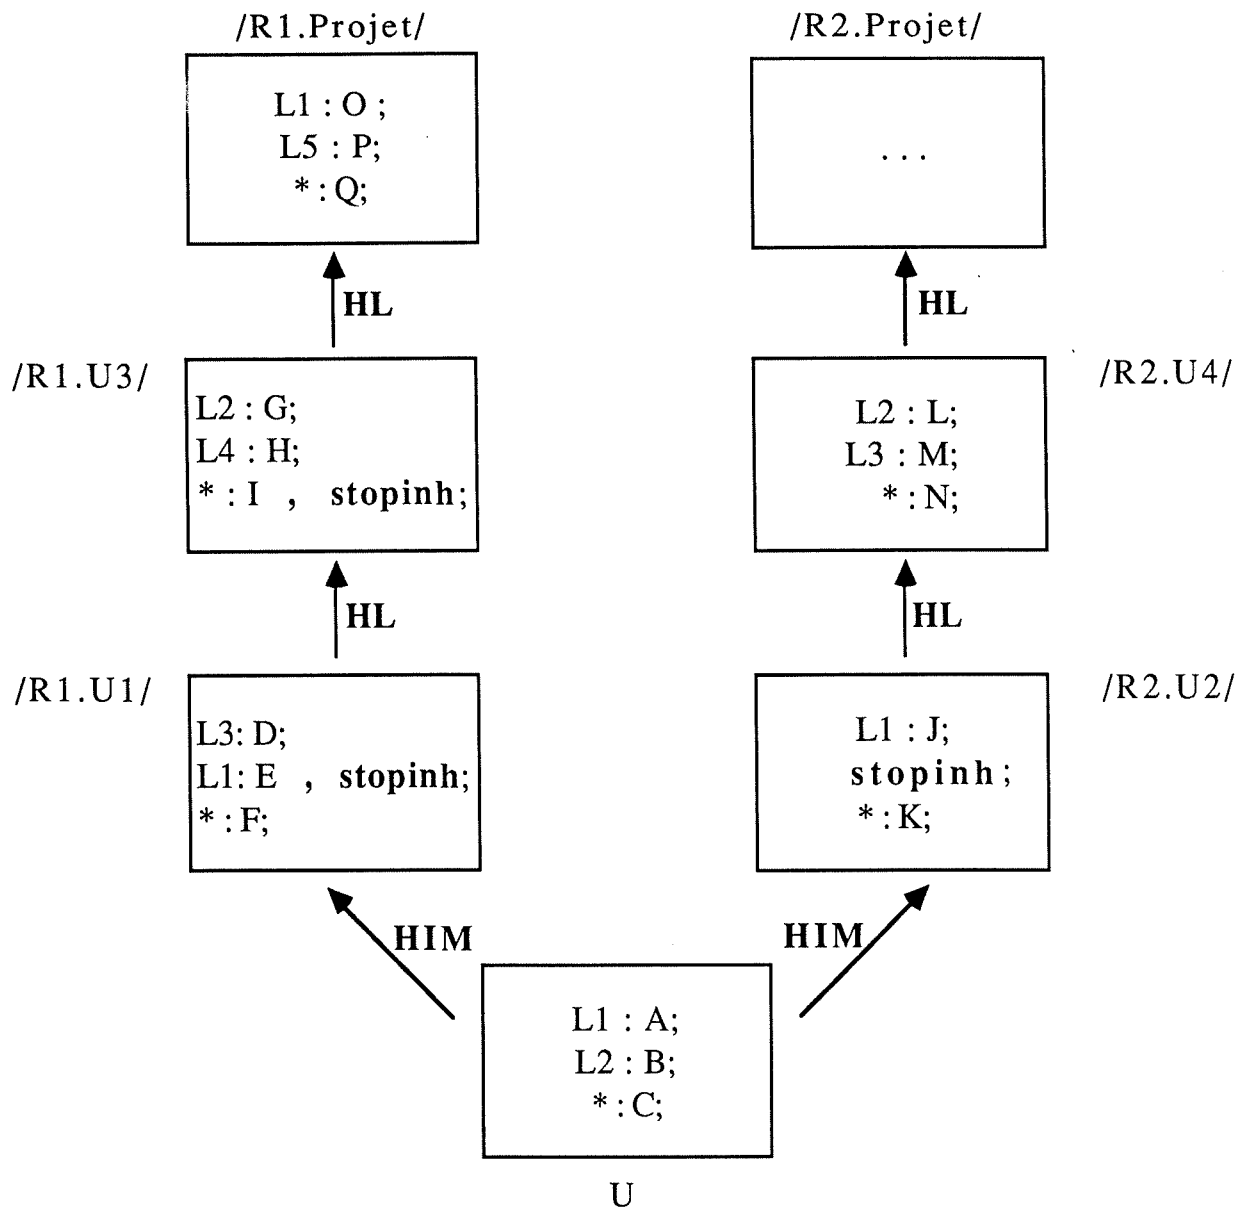 /R1.Projet/
/R2.Projet/
L1 : O ;
L5 : P;
* : Q;
. . .
HL
HL
/R1.U3/
L2 : G;
L4 : H;
* : I , stopinh;
/R2.U4/
L2 : L;
L3 : M;
* : N;
HL
HL
/R1.U1/
L3: D;
L1: E , stopinh;
* : F;
/R2.U2/
L1 : J;
stopinh;
* : K;
HIM
HIM
L1 : A;
L2 : B;
* : C;
U